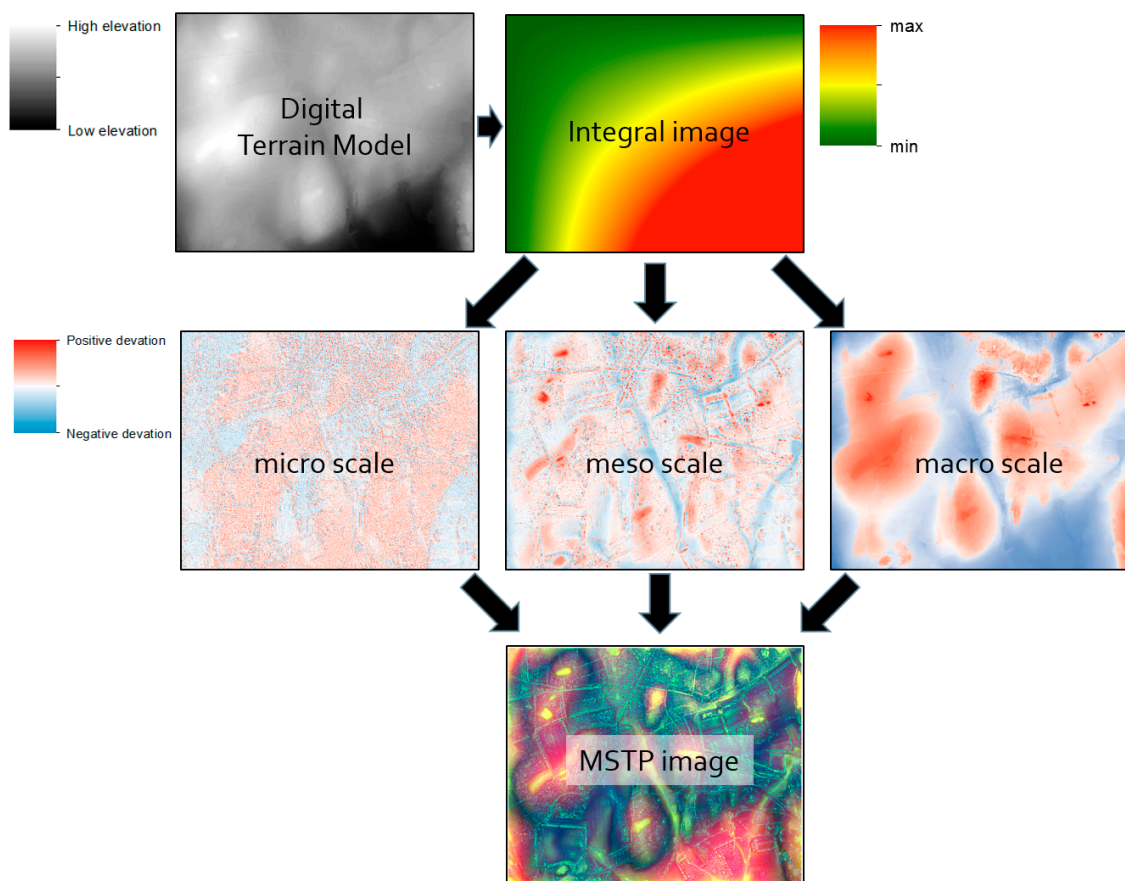 High elevation
Low elevation
Digital
Terrain Model
Integral image
max
min
Positive devation
Negative devation
micro scale
meso scale
macro scale
MSTP image